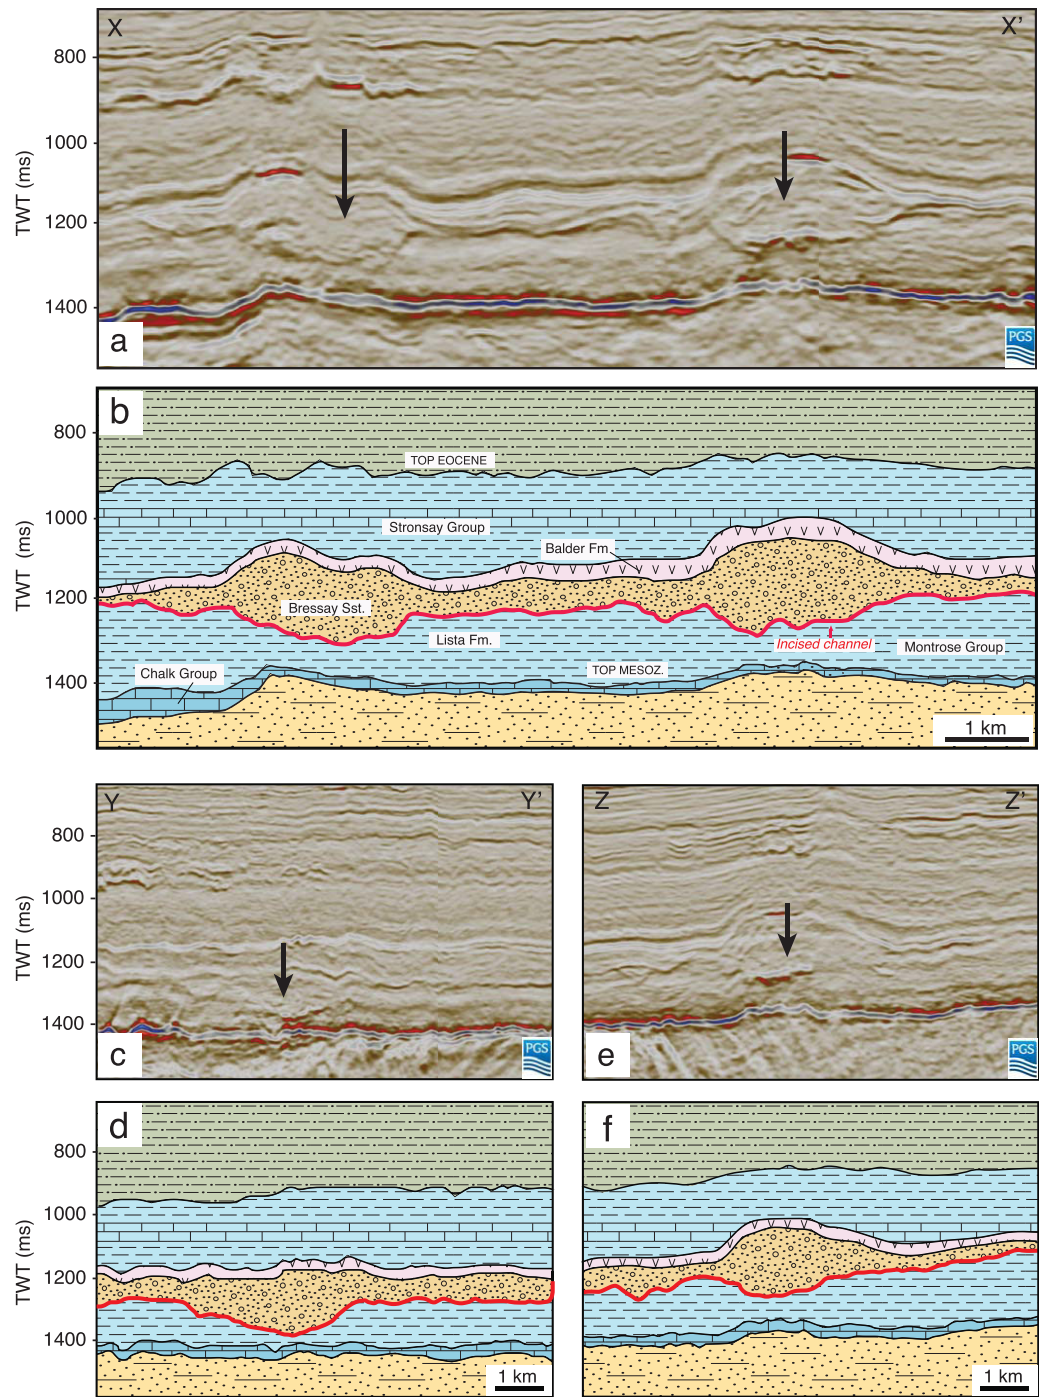 X
X'
800
1000
1200
1400
TWT (ms)
a
PGS
b
800
1000
1200
1400
TWT (ms)
TOP EOCENE
Stronsay Group
Balder Fm.
Bressay Sst.
Lista Fm.
Incised channel
Montrose Group
Chalk Group
TOP MESOZ.
1 km
Y
Y'
800
1000
1200
1400
TWT (ms)
c
PGS
Z
Z'
e
PGS
d
800
1000
1200
1400
TWT (ms)
1 km
f
1 km